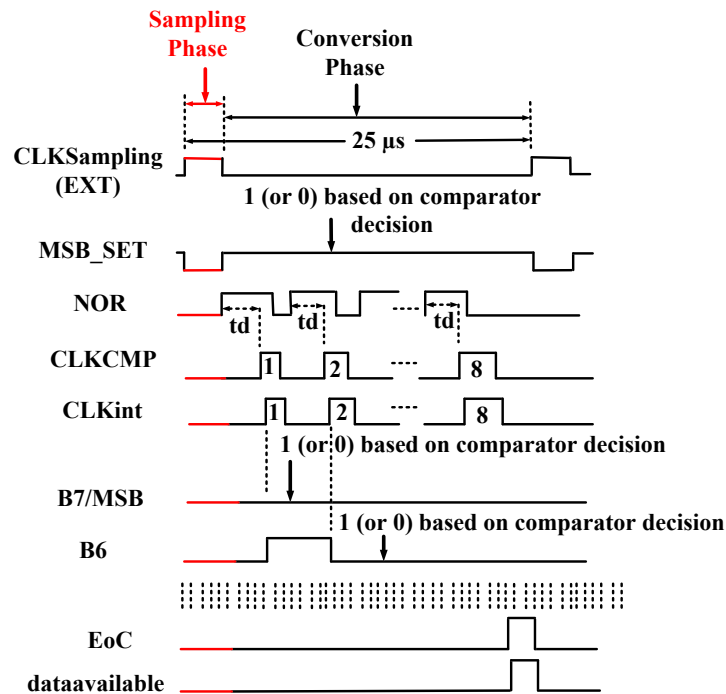 Sampling
Phase
Conversion
Phase
25 µs
CLKSampling
(EXT)
1 (or 0) based on comparator
decision
MSB_SET
NOR
td
td
td
CLKCMP
1
2
8
CLKint
1
2
8
1 (or 0) based on comparator decision
B7/MSB
1 (or 0) based on comparator decision
B6
EoC
dataavailable